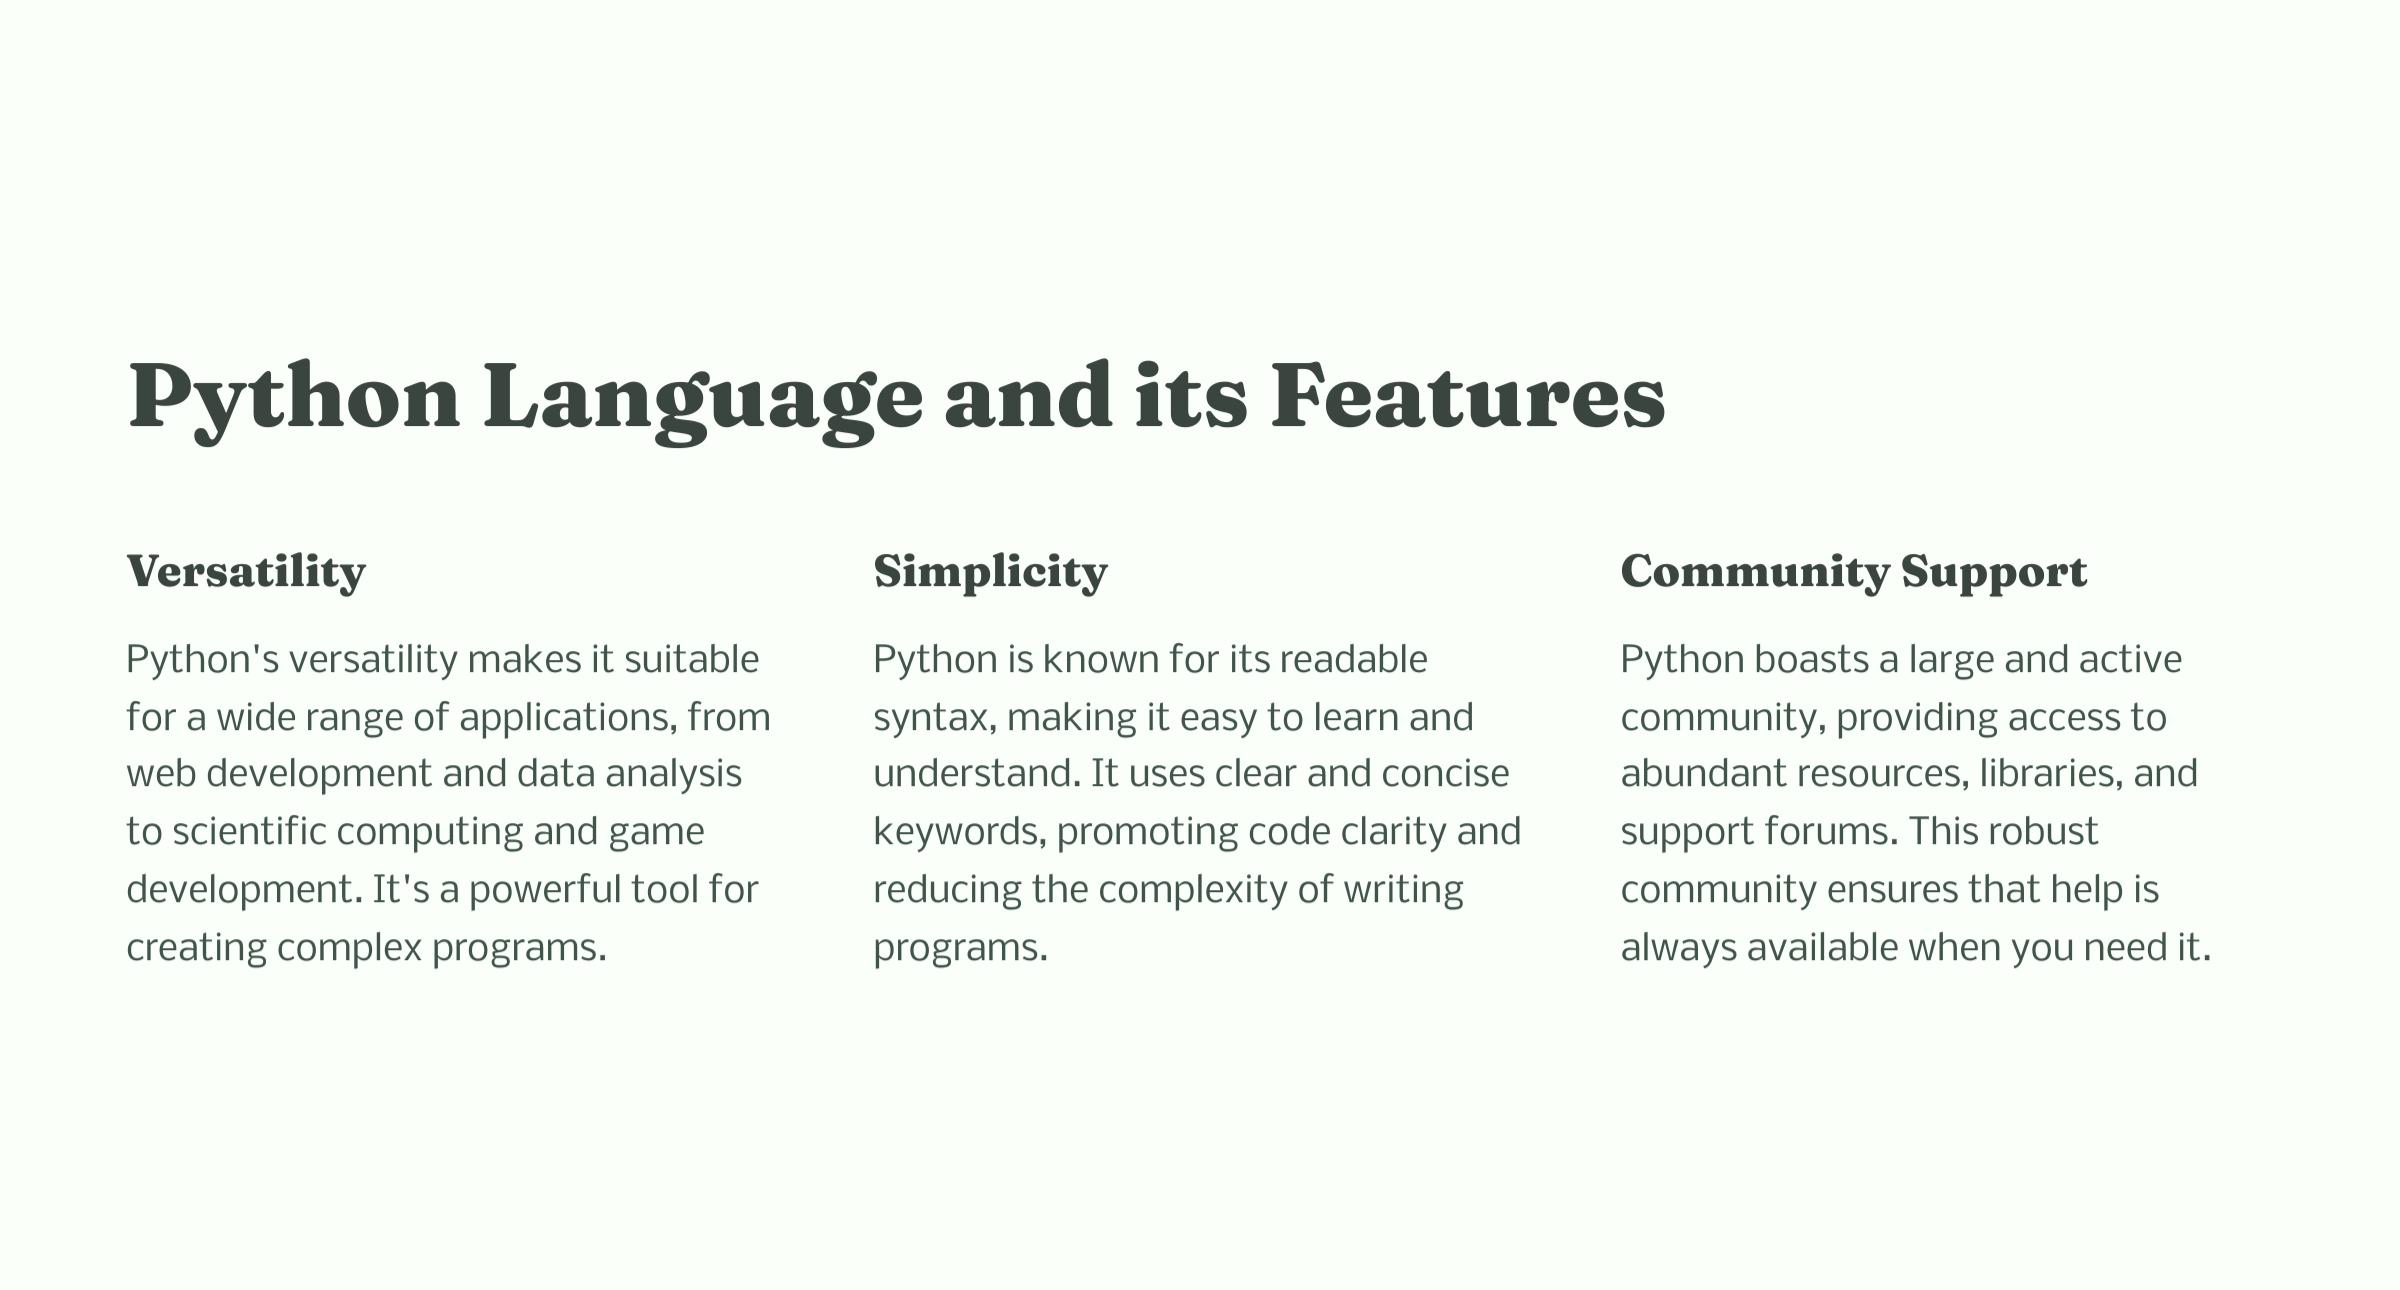 Python Language and its Features
Versatility
Python's versatility makes it suitable
for a wide range of applications, from
web development and data analysis
to scientific computing and game
development. It's a powerful tool for
creating complex programs.
Simplicity
Python is known for its readable
syntax, making it easy to learn and
understand. It uses clear and concise
keywords, promoting code clarity and
reducing the complexity of writing
programs.
Community Support
Python boasts a large and active
community, providing access to
abundant resources, libraries, and
support forums. This robust
community ensures that help is
always available when you need it.